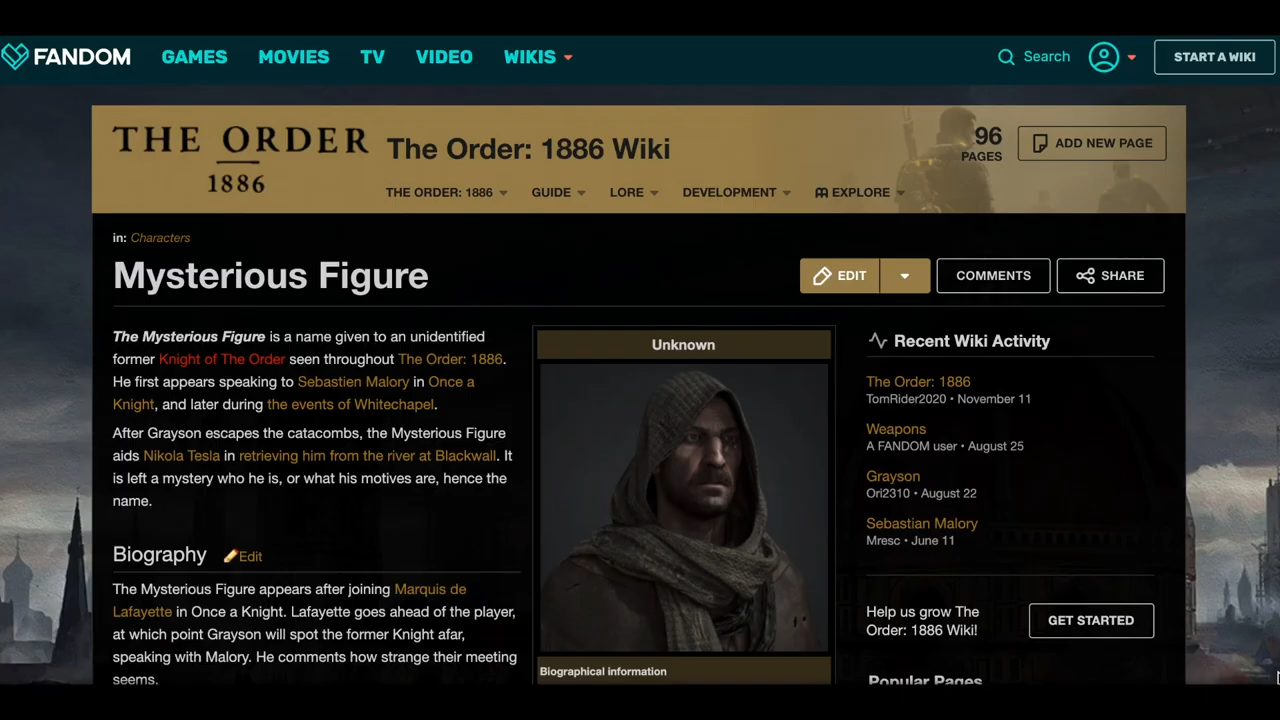 FANDOM GAMES MOVIES TV VIDEO WIKIS Search START A WIKI
THE ORDER
1886
The Order: 1886 Wiki
96
PAGES
ADD NEW PAGE
THE ORDER: 1886 GUIDE LORE DEVELOPMENT EXPLORE
in: Characters
Mysterious Figure
EDIT COMMENTS SHARE
The Mysterious Figure is a name given to an unidentified
former Knight of The Order seen throughout The Order: 1886.
He first appears speaking to Sebastien Malory in Once a
Knight, and later during the events of Whitechapel.
After Grayson escapes the catacombs, the Mysterious Figure
aids Nikola Tesla in retrieving him from the river at Blackwall. It
is left a mystery who he is, or what his motives are, hence the
name.
Biography Edit
The Mysterious Figure appears after joining Marquis de
Lafayette in Once a Knight. Lafayette goes ahead of the player,
at which point Grayson will spot the former Knight afar,
speaking with Malory. He comments how strange their meeting
seems.
Unknown
Biographical information
Recent Wiki Activity
The Order: 1886
TomRider2020 • November 11
Weapons
A FANDOM user • August 25
Grayson
Ori2310 • August 22
Sebastian Malory
Mresc • June 11
Help us grow The
Order: 1886 Wiki!
GET STARTED
Popular Pages